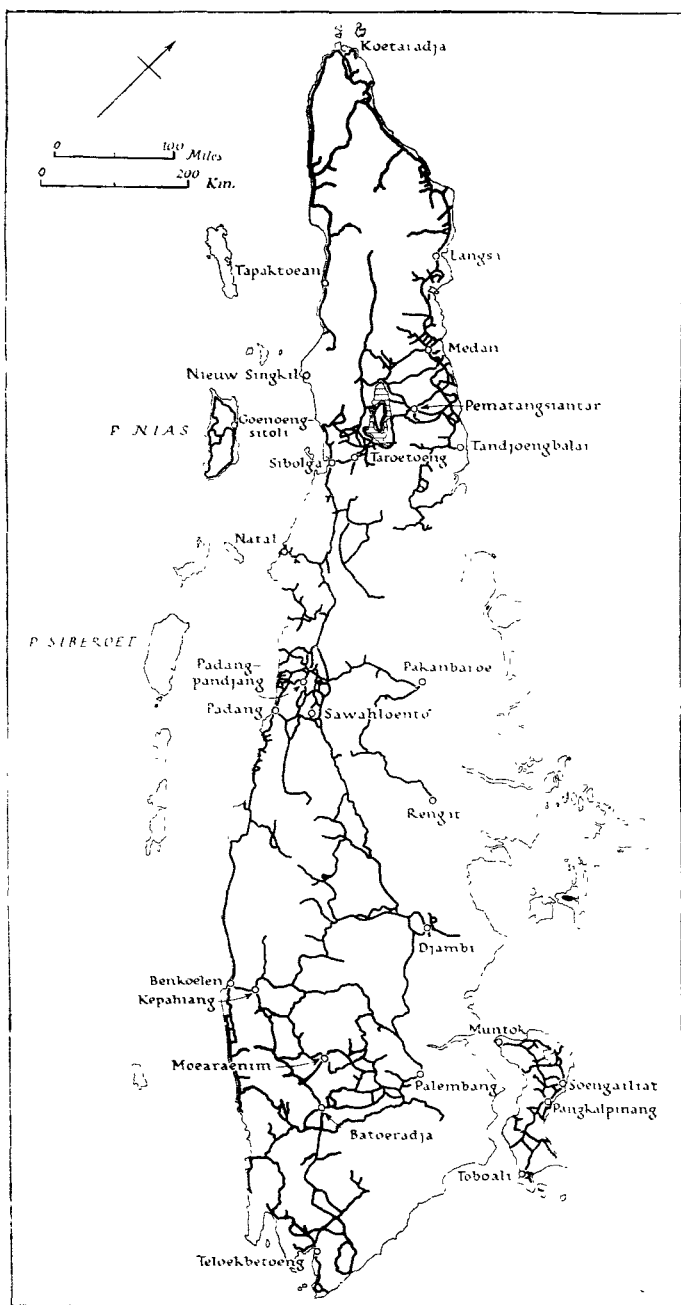 Koetaradja
0 100 Miles
0 200 Km.
Langsa
Tapaktoean
Medan
Nieuw Singkil
Pematangsiantar
P. NIAS
Goenoeng-
sitoli
Tandjoengbalai
Taroetoeng
Sibolga
Natal
P. SIBEROET
Padang-
pandjang
Pakanbaroe
Padang
Sawahloento
Rengit
Djambi
Benkoelen
Kepahiang
Muntok
Moearaenim
Palembang
Soengailiat
Pangkalpinang
Batoeradja
Toboali
Teloekbetoeng